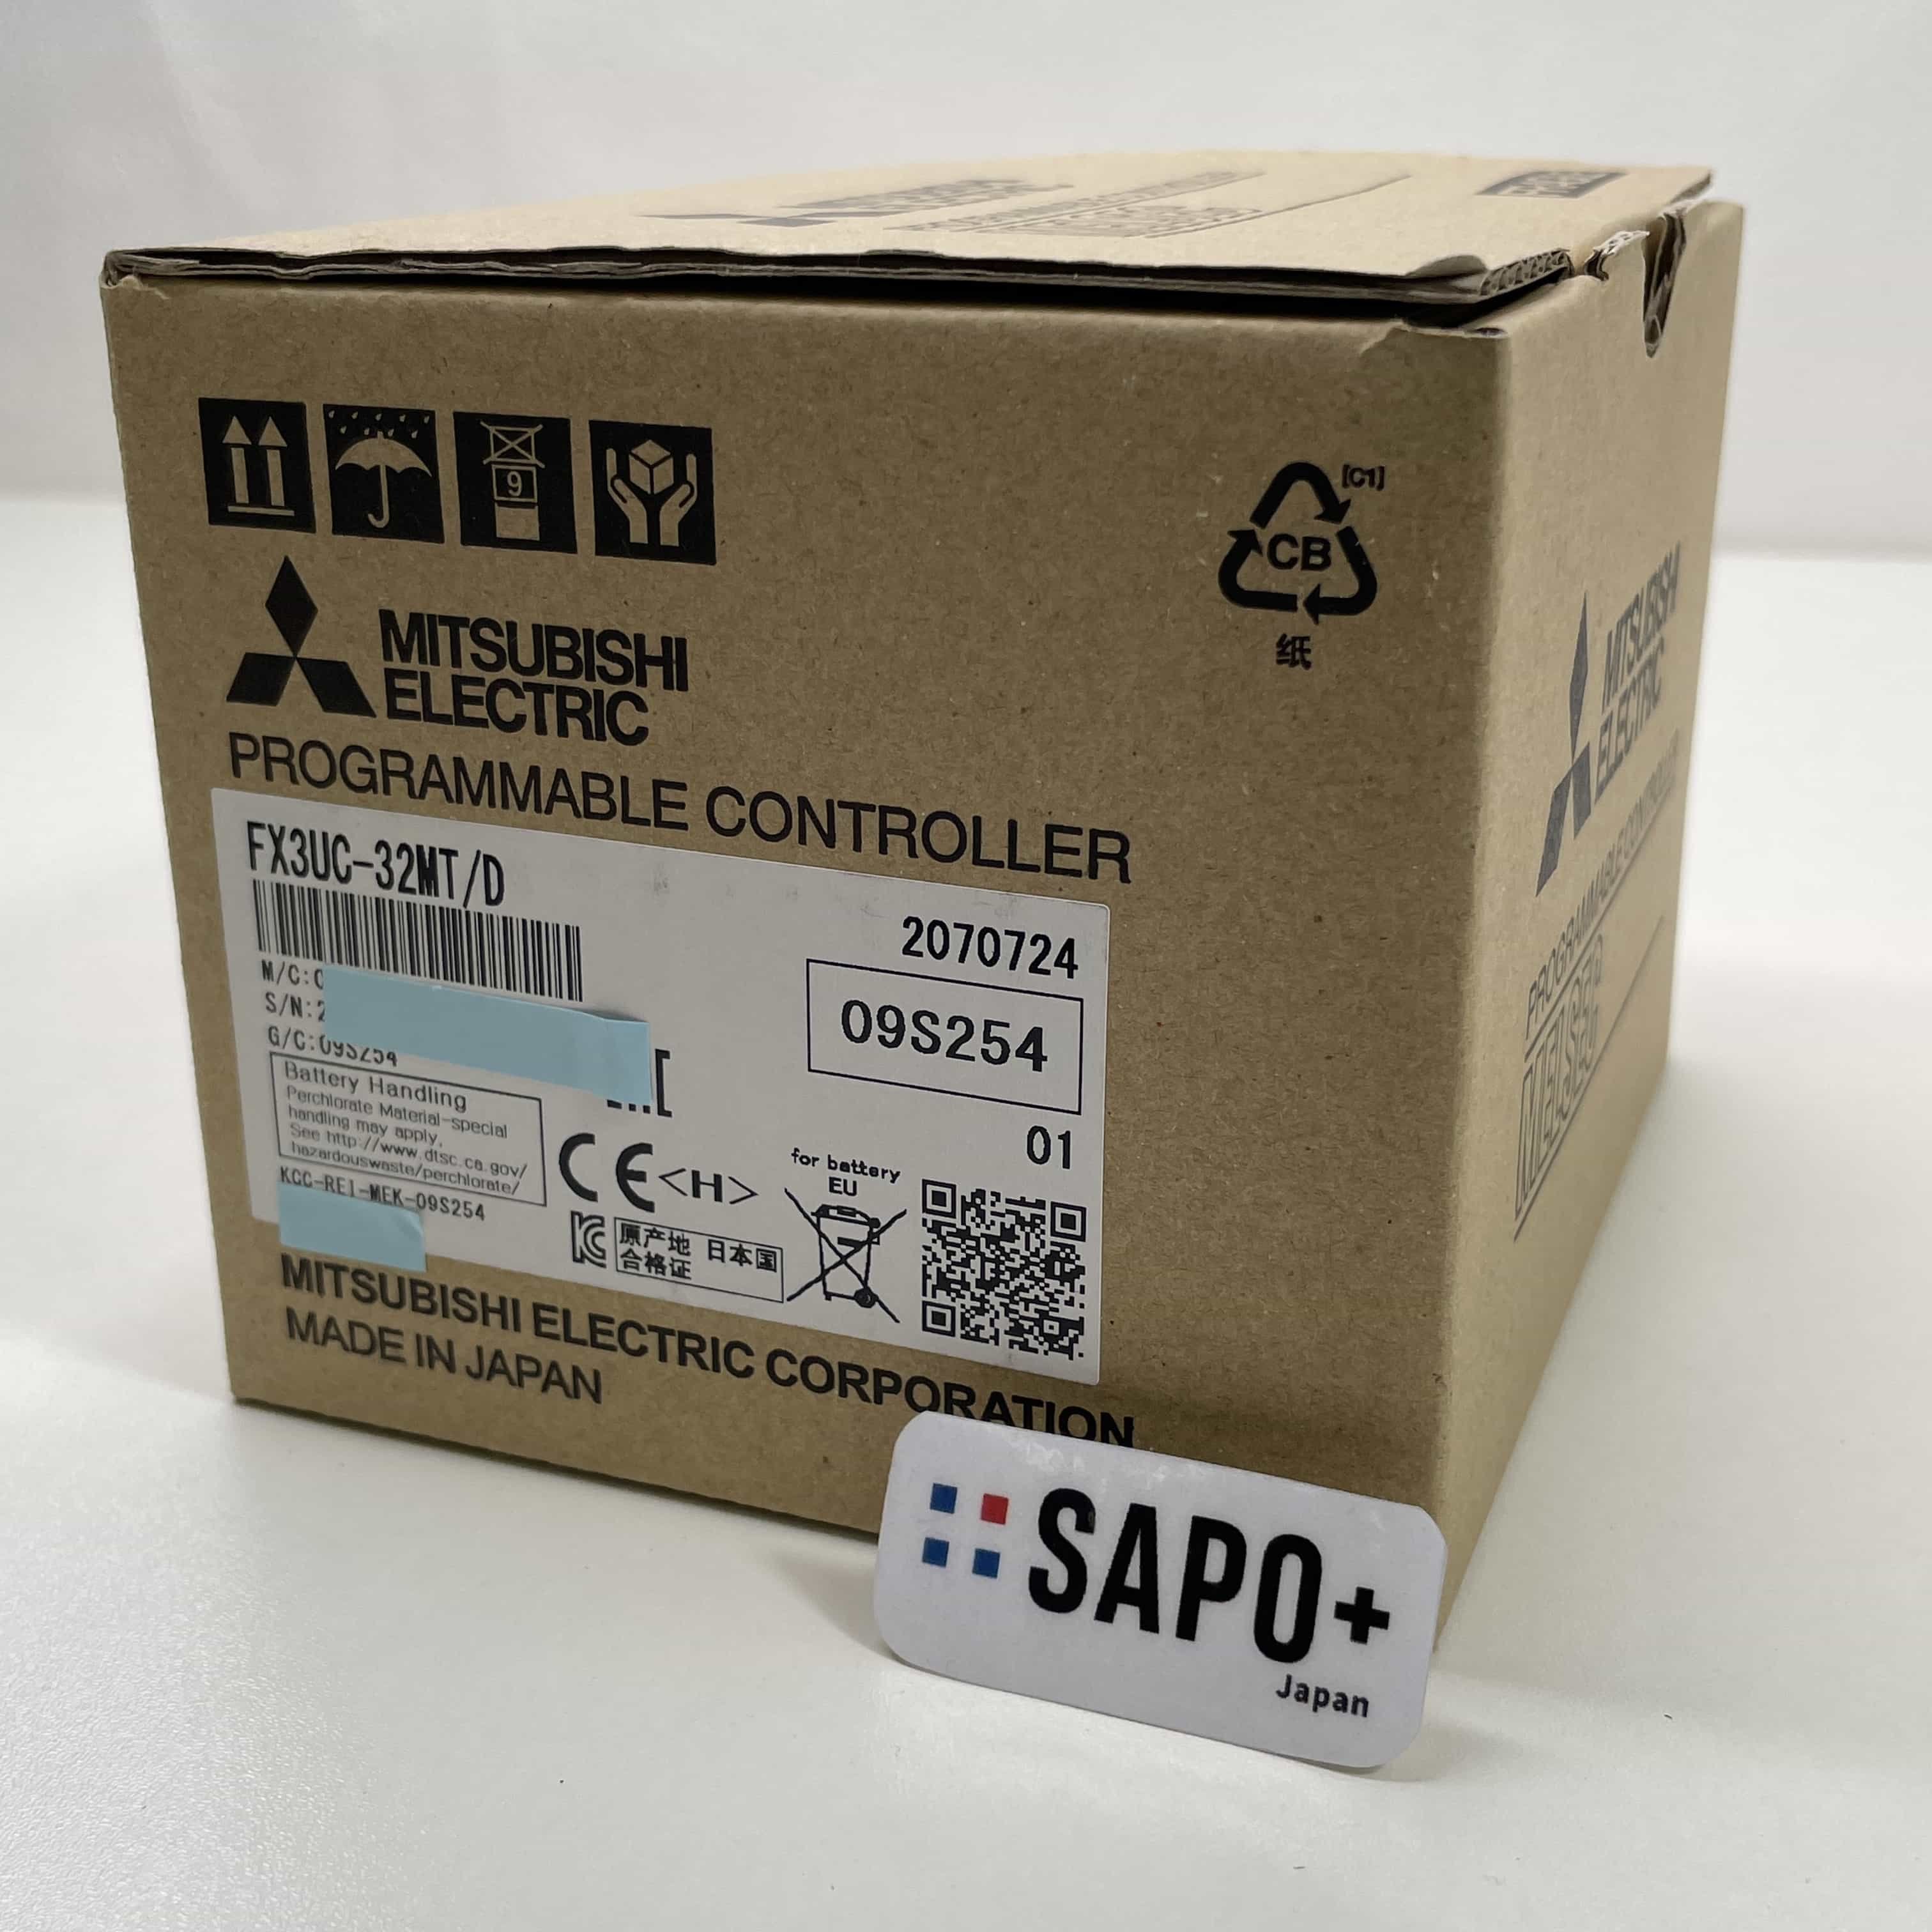 9
[C1]
CB
纸
MITSUBISHI
ELECTRIC
PROGRAMMABLE CONTROLLER
FX3UC-32MT/D
2070724
M/C:
S/N:2
G/C:09S254
09S254
01
Battery Handling
Perchlorate Material-special
handling may apply,
See http://www.dtsc.ca.gov/
hazardouswaste/perchlorate/
KCC-REI-MEK-09S254
CE <H>
for battery
EU
原产地 日本国
合格证
MITSUBISHI ELECTRIC CORPORATION
MADE IN JAPAN
MITSUBISHI
ELECTRIC
PROGRAMMABLE CONTROLLER
MELSEC
SAPO+
Japan